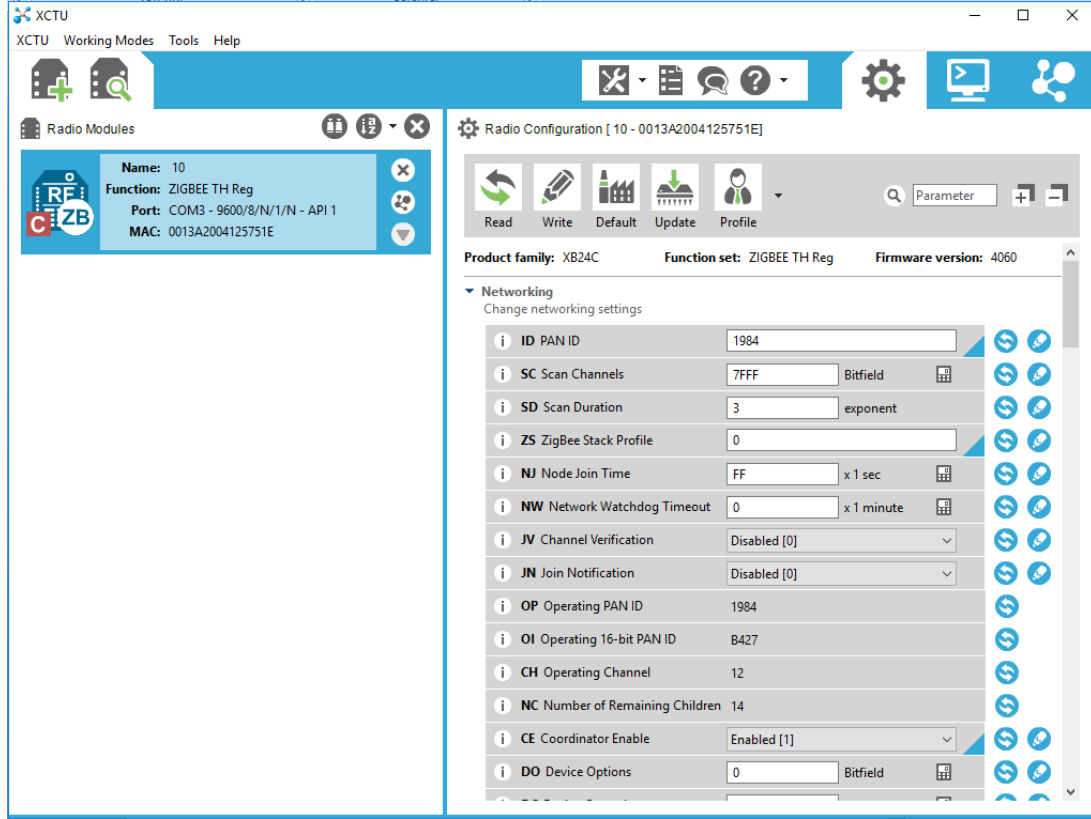 XCTU
XCTU Working Modes Tools Help
Radio Modules
Name: 10
Function: ZIGBEE TH Reg
Port: COM3 - 9600/8/N/1/N - API 1
MAC: 0013A2004125751E
RF
C ZB
Radio Configuration [ 10 - 0013A2004125751E]
Read Write Default Update Profile
Parameter
Product family: XB24C Function set: ZIGBEE TH Reg Firmware version: 4060
Networking
Change networking settings
i ID PAN ID 1984
i SC Scan Channels 7FFF Bitfield
i SD Scan Duration 3 exponent
i ZS ZigBee Stack Profile 0
i NJ Node Join Time FF x 1 sec
i NW Network Watchdog Timeout 0 x 1 minute
i JV Channel Verification Disabled [0]
i JN Join Notification Disabled [0]
i OP Operating PAN ID 1984
i OI Operating 16-bit PAN ID B427
i CH Operating Channel 12
i NC Number of Remaining Children 14
i CE Coordinator Enable Enabled [1]
i DO Device Options 0 Bitfield